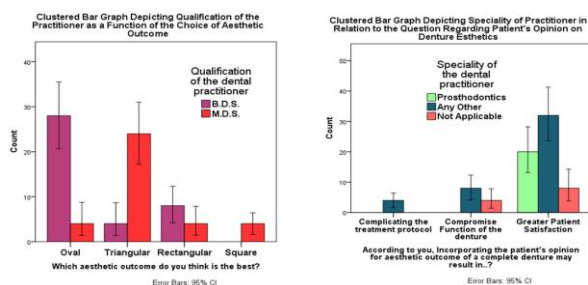 Clustered Bar Graph Depicting Qualification of the
Practitioner as a Function of the Choice of Aesthetic
Outcome
40
30
20
10
0
Count
Qualification
of the dental
practitioner
B.D.S.
M.D.S.
Oval Triangular Rectangular Square
Which aesthetic outcome do you think is the best?
Error Bars: 95% CI
Clustered Bar Graph Depicting Speciality of Practitioner in
Relation to the Question Regarding Patient's Opinion on
Denture Esthetics
50
40
30
20
10
0
Count
Speciality of
the dental
practitioner
Prosthodontics
Any Other
Not Applicable
Complicating the Compromise Greater Patient
treatment protocol Function of the Satisfaction
denture
According to you, Incorporating the patient's opinion
for aesthetic outcome of a complete denture may
result in..?
Error Bars: 95% CI